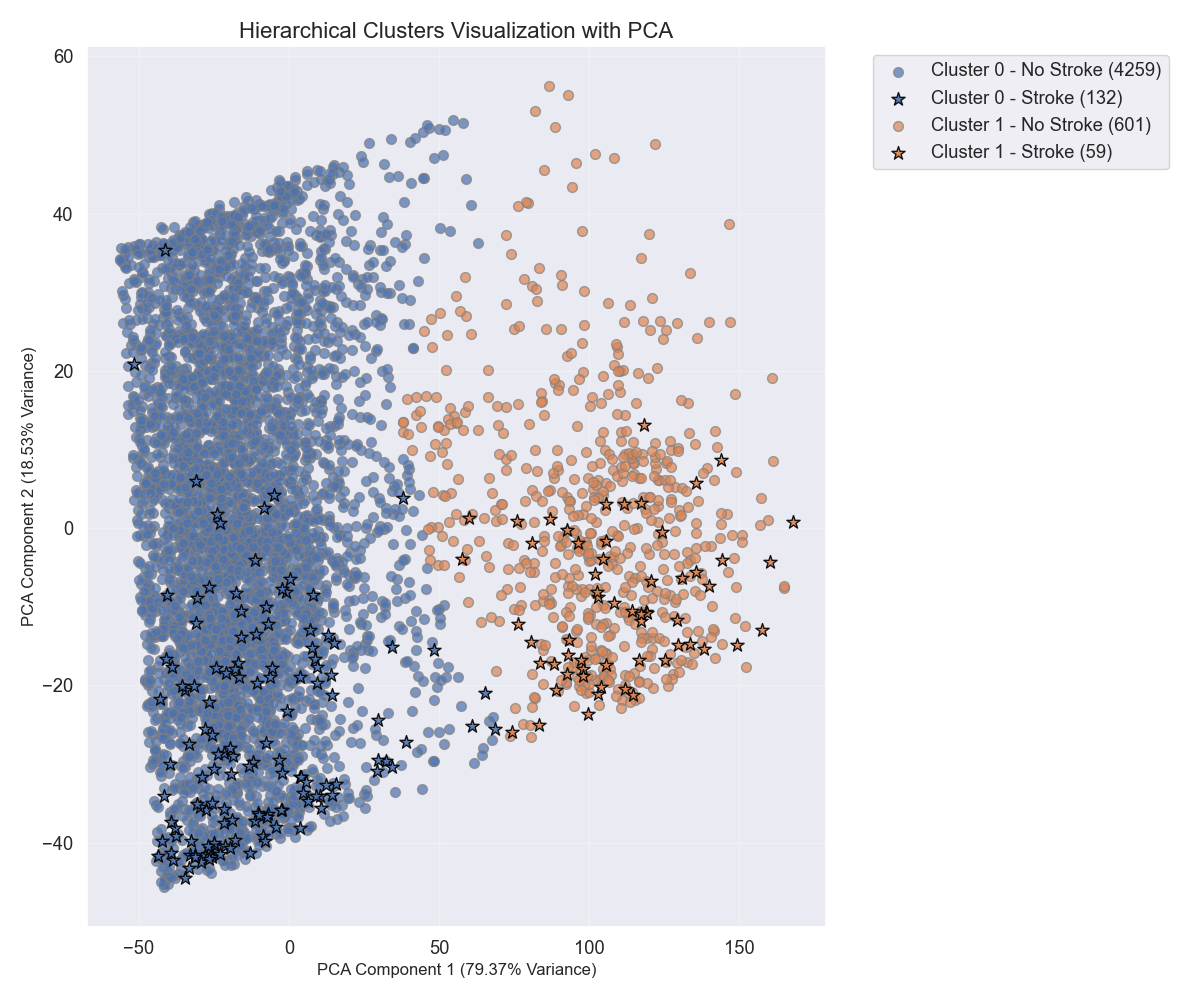 Hierarchical Clusters Visualization with PCA
Cluster 0 - No Stroke (4259)
Cluster 0 - Stroke (132)
Cluster 1 - No Stroke (601)
Cluster 1 - Stroke (59)
PCA Component 2 (18.53% Variance)
60
40
20
0
−20
−40
−50 0 50 100 150
PCA Component 1 (79.37% Variance)